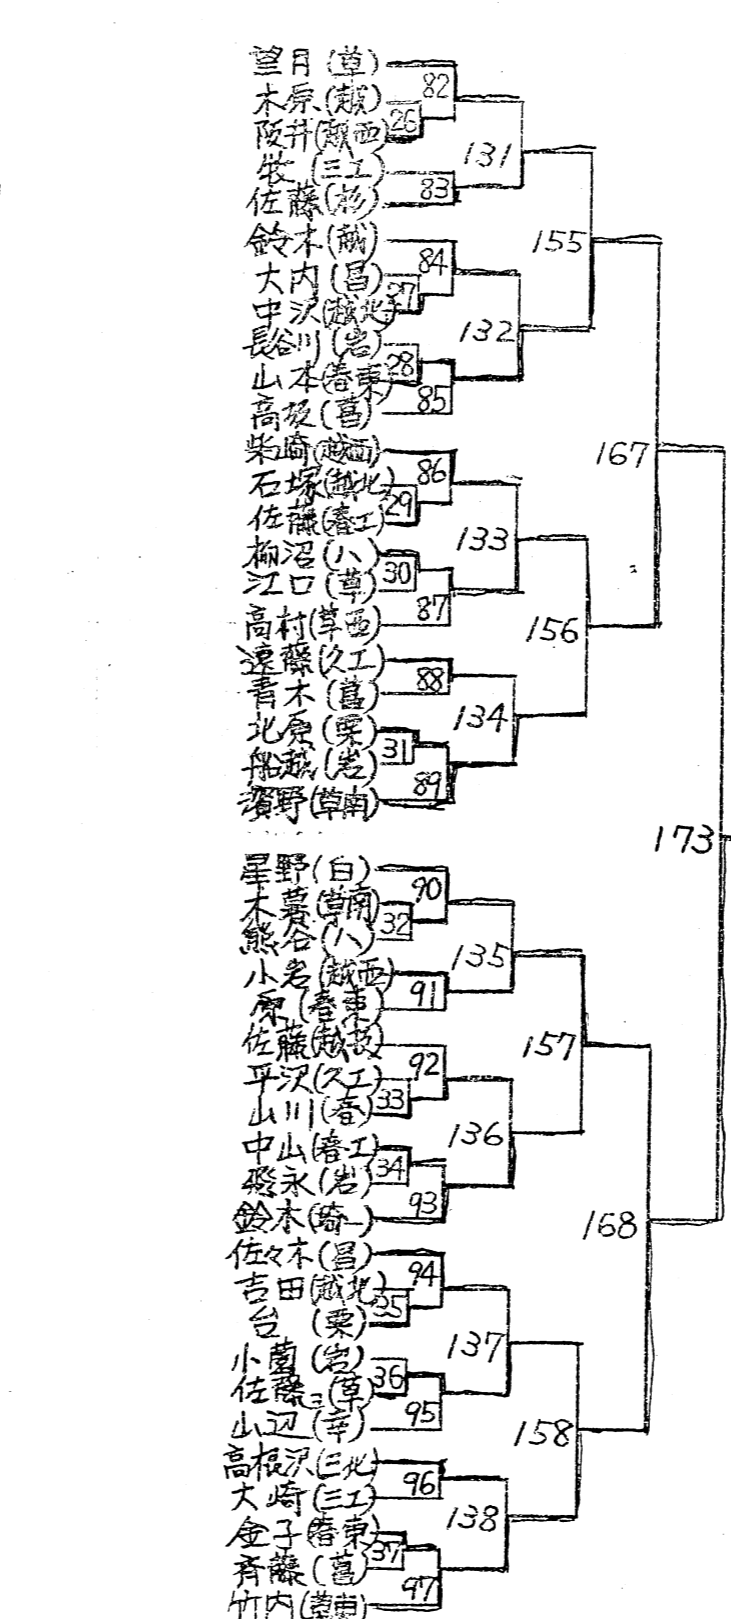 望月(草)
82
木原(越)
26
阪井(越西)
131
牧(三工)
83
佐藤(杉)
155
鈴木(越)
84
大内(昌)
27
中沢(越北)
132
長谷川(岩)
28
山本(春東)
85
高坂(菖)
167
柴崎(越西)
86
石塚(越北)
29
佐藤(春工)
133
柳沼(八)
30
江口(草)
87
高村(草西)
156
遠藤(久工)
88
青木(菖)
134
北原(栗)
31
船越(岩)
89
濱野(草南)
173
星野(白)
90
木暮(草南)
32
熊谷(八)
135
小岩(越西)
91
原(春東)
157
佐藤(越技)
92
平沢(久工)
33
山川(春)
136
中山(春工)
34
永(岩)
93
鈴木(埼一)
168
佐々木(昌)
94
吉田(越北)
35
台(栗)
137
小薗(岩)
36
佐藤三(草)
95
山辺(幸)
158
高根沢(三北)
96
大崎(三工)
138
金子(春東)
37
斉藤(菖)
97
竹内(草東)